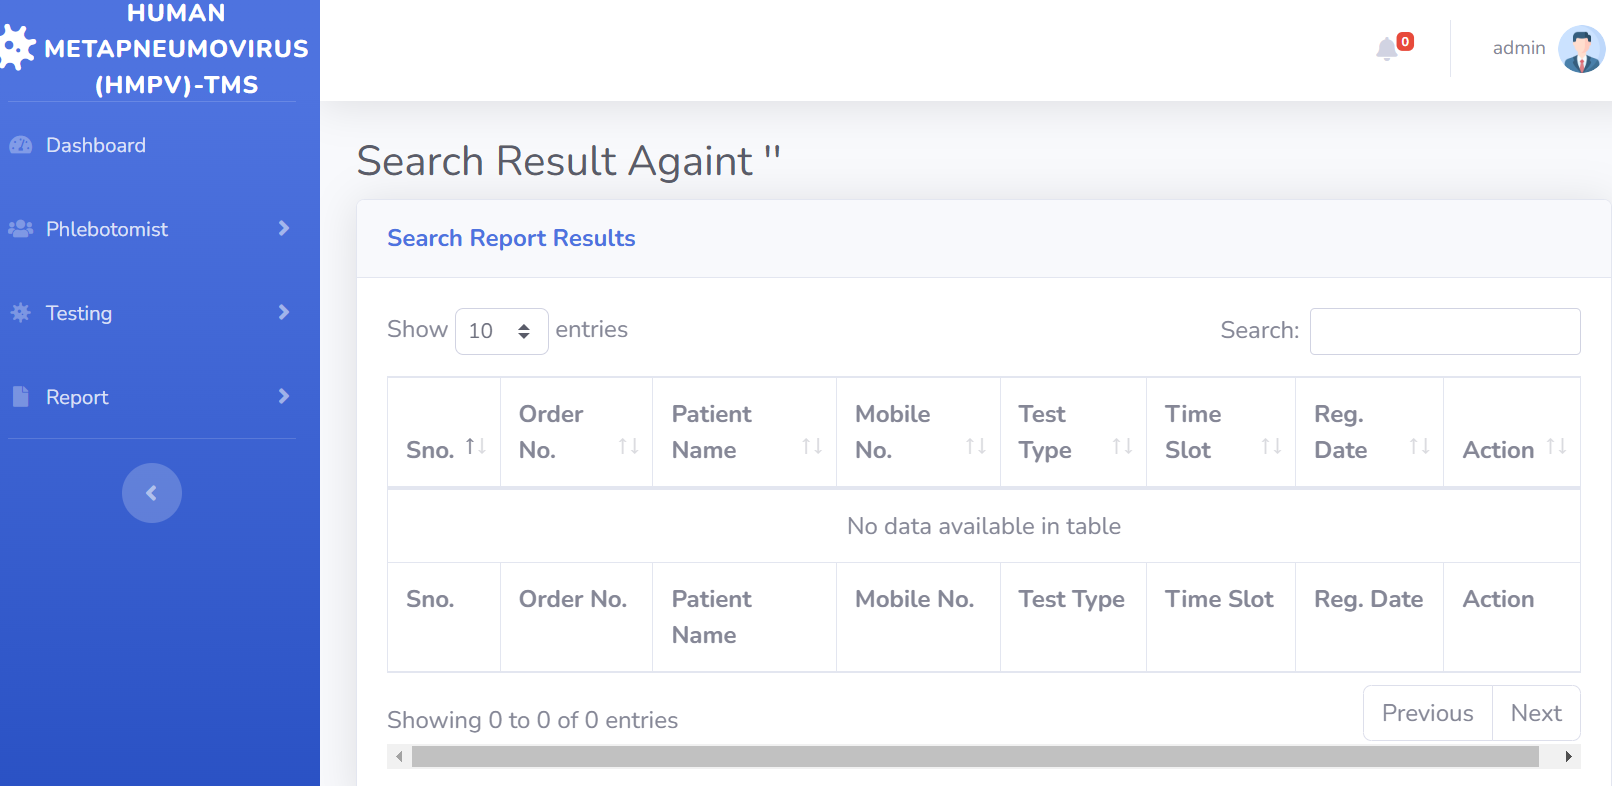 HUMAN
METAPNEUMOVIRUS
(HMPV)-TMS
Dashboard
Phlebotomist
Testing
Report
0
admin
Search Result Againt ''
Search Report Results
Show 10 entries
Search:
Sno. Order No. Patient Name Mobile No. Test Type Time Slot Reg. Date Action
No data available in table
Sno. Order No. Patient Name Mobile No. Test Type Time Slot Reg. Date Action
Showing 0 to 0 of 0 entries
Previous Next